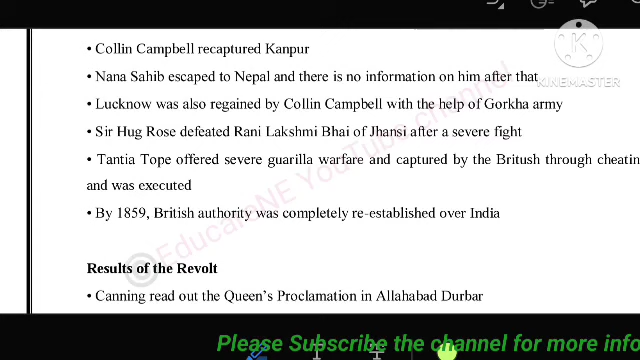 • Collin Campbell recaptured Kanpur
• Nana Sahib escaped to Nepal and there is no information on him after that
KINEMASTER
• Lucknow was also regained by Collin Campbell with the help of Gorkha army
• Sir Hug Rose defeated Rani Lakshmi Bhai of Jhansi after a severe fight
• Tantia Tope offered severe guarilla warfare and captured by the Britush through cheatin
and was executed
• By 1859, British authority was completely re-established over India
©EducareNE YouTube channel
Results of the Revolt
• Canning read out the Queen's Proclamation in Allahabad Durbar
Please Subscribe the channel for more info